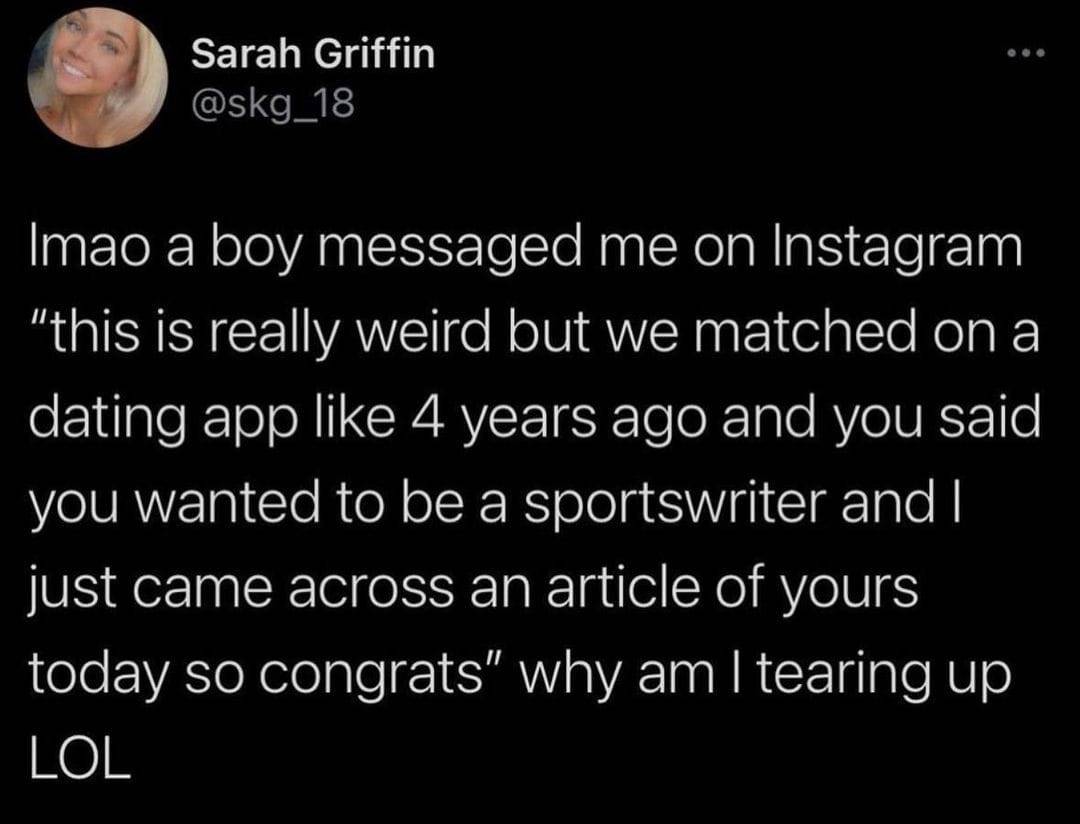 Sarah Griffin
@skg_18
lmao a boy messaged me on Instagram
"this is really weird but we matched on a
dating app like 4 years ago and you said
you wanted to be a sportswriter and I
just came across an article of yours
today so congrats" why am I tearing up
LOL